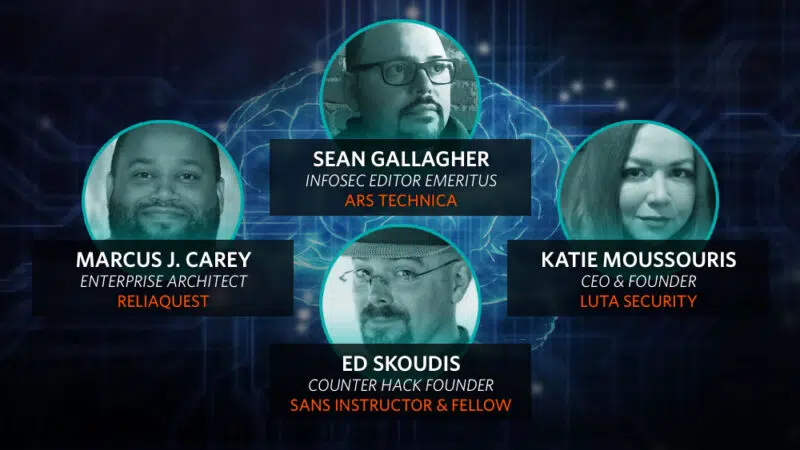 SEAN GALLAGHER
INFOSEC EDITOR EMERITUS
ARS TECHNICA
MARCUS J. CAREY
ENTERPRISE ARCHITECT
RELIAQUEST
KATIE MOUSSOURIS
CEO & FOUNDER
LUTA SECURITY
ED SKOUDIS
COUNTER HACK FOUNDER
SANS INSTRUCTOR & FELLOW